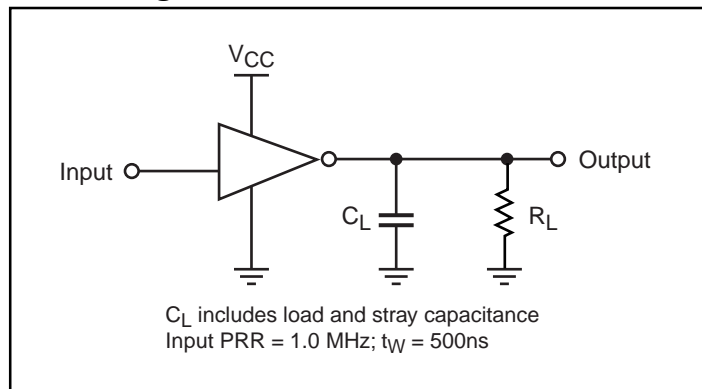 VCC
Input
Output
CL
RL
CL includes load and stray capacitance
Input PRR = 1.0 MHz; tW = 500ns